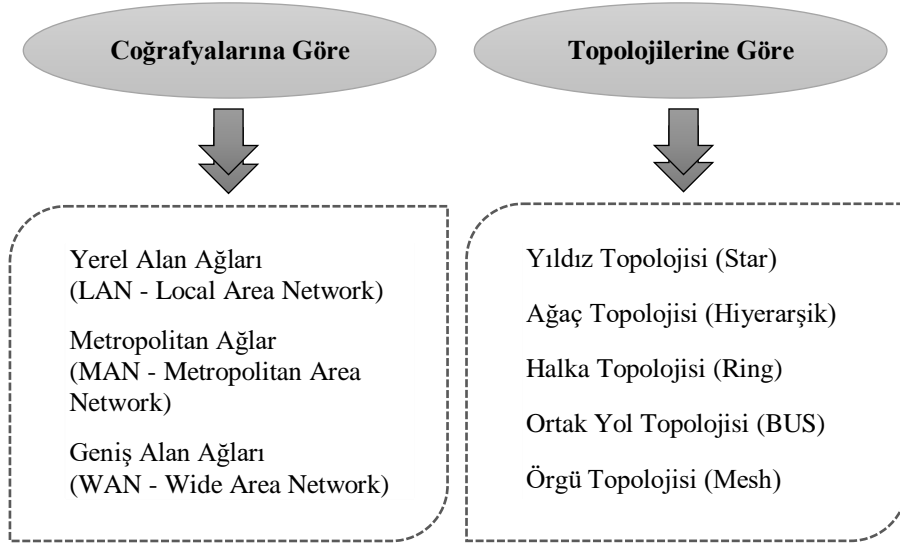 Coğrafyalarına Göre
Yerel Alan Ağları
(LAN - Local Area Network)
Metropolitan Ağlar
(MAN - Metropolitan Area
Network)
Geniş Alan Ağları
(WAN - Wide Area Network)
Topolojilerine Göre
Yıldız Topolojisi (Star)
Ağaç Topolojisi (Hiyerarşik)
Halka Topolojisi (Ring)
Ortak Yol Topolojisi (BUS)
Örgü Topolojisi (Mesh)